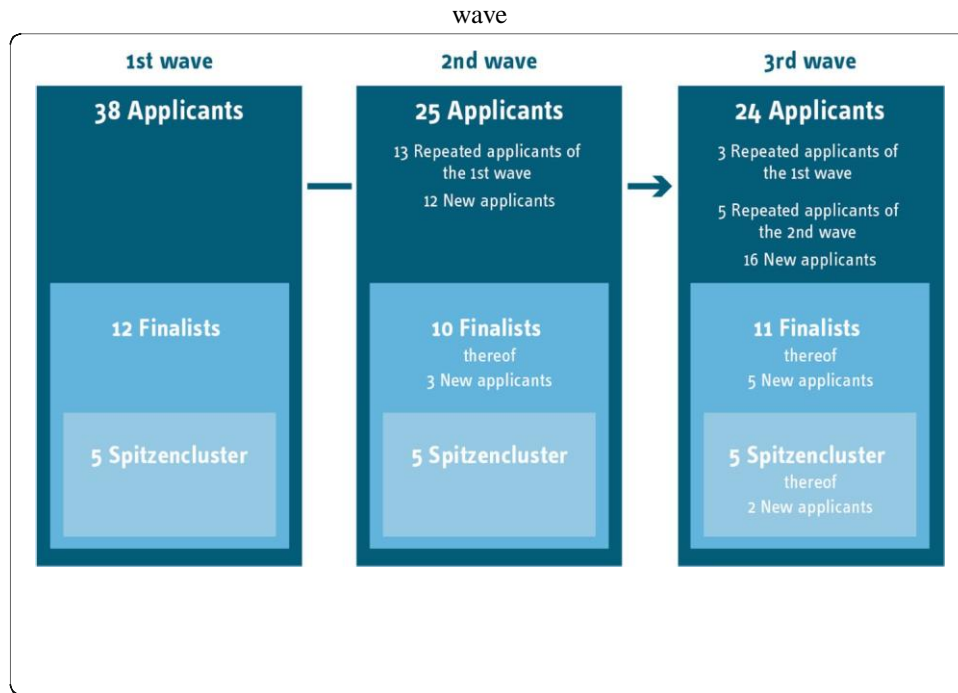 wave
1st wave
38 Applicants
12 Finalists
5 Spitzencluster
2nd wave
25 Applicants
13 Repeated applicants of
the 1st wave
12 New applicants
10 Finalists
thereof
3 New applicants
5 Spitzencluster
3rd wave
24 Applicants
3 Repeated applicants of
the 1st wave
5 Repeated applicants of
the 2nd wave
16 New applicants
11 Finalists
thereof
5 New applicants
5 Spitzencluster
thereof
2 New applicants